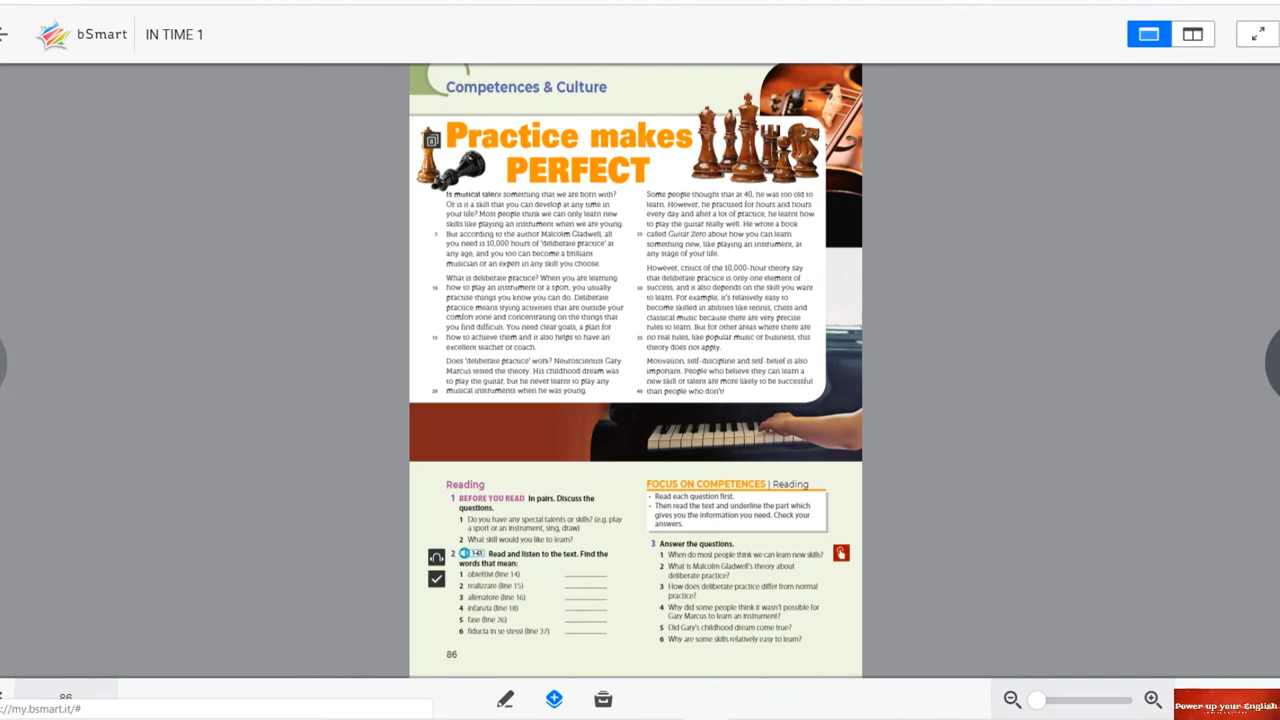 bSmart
IN TIME 1
Competences & Culture
Practice makes
PERFECT
Is musical talent something that we are born with?
Or is it a skill that you can develop at any time in
your life? Most people think we can only learn new
skills like playing an instrument when we are young.
5 But according to the author Malcolm Gladwell, all
you need is 10,000 hours of 'deliberate practice' at
any age, and you too can become a brilliant
musician or an expert in any skill you choose.
What is deliberate practice? When you are learning
10 how to play an instrument or a sport, you usually
practise things you know you can do. Deliberate
practice means trying activities that are outside your
comfort zone and concentrating on the things that
you find difficult. You need clear goals, a plan for
15 how to achieve them and it also helps to have an
excellent teacher or coach.
Does 'deliberate practice' work? Neuroscientist Gary
Marcus tested the theory. His childhood dream was
to play the guitar, but he never learnt to play any
20 musical instruments when he was young.
Some people thought that at 40, he was too old to
learn. However, he practised for hours and hours
every day and after a lot of practice, he learnt how
to play the guitar really well. He wrote a book
25 called Guitar Zero about how you can learn
something new, like playing an instrument, at
any stage of your life.
However, critics of the 10,000-hour theory say
that deliberate practice is only one element of
30 success, and it also depends on the skill you want
to learn. For example, it's relatively easy to
become skilled in abilities like tennis, chess and
classical music because there are very precise
rules to learn. But for other areas where there are
35 no real rules, like popular music or business, this
theory does not apply.
Motivation, self-discipline and self-belief is also
important. People who believe they can learn a
new skill or talent are more likely to be successful
40 than people who don't!
Reading
1 BEFORE YOU READ In pairs. Discuss the
questions.
1 Do you have any special talents or skills? (e.g. play
a sport or an instrument, sing, draw)
2 What skill would you like to learn?
2 1•61 Read and listen to the text. Find the
words that mean:
1 obiettivi (line 14)
2 realizzare (line 15)
3 allenatore (line 16)
4 infanzia (line 18)
5 fase (line 26)
6 fiducia in se stessi (line 37)
86
FOCUS ON COMPETENCES | Reading
• Read each question first.
• Then read the text and underline the part which
gives you the information you need. Check your
answers.
3 Answer the questions.
1 When do most people think we can learn new skills?
2 What is Malcolm Gladwell's theory about
deliberate practice?
3 How does deliberate practice differ from normal
practice?
4 Why did some people think it wasn't possible for
Gary Marcus to learn an instrument?
5 Did Gary's childhood dream come true?
6 Why are some skills relatively easy to learn?
86
s://my.bsmart.it/#
Power up your English